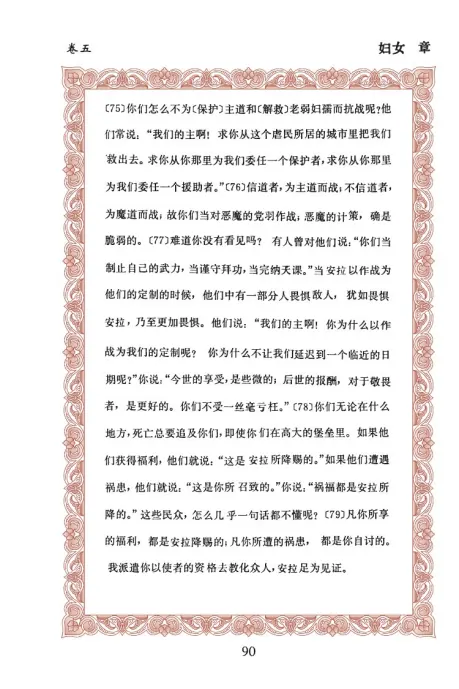 卷五
妇女 章
(75)你们怎么不为(保护)主道和(解救)老弱妇孺而抗战呢?他
们常说:“我们的主啊! 求你从这个虐民所居的城市里把我们
救出去。求你从你那里为我们委任一个保护者,求你从你那里
为我们委任一个援助者。”(76)信道者,为主道而战;不信道者,
为魔道而战;故你们当对恶魔的党羽作战;恶魔的计策,确是
脆弱的。(77)难道你没有看见吗? 有人曾对他们说:“你们当
制止自己的武力,当谨守拜功,当完纳天课。”当安拉以作战为
他们的定制的时候,他们中有一部分人畏惧敌人,犹如畏惧
安拉,乃至更加畏惧。他们说:“我们的主啊! 你为什么以作
战为我们的定制呢? 你为什么不让我们延迟到一个临近的日
期呢?”你说:“今世的享受,是些微的;后世的报酬,对于敬畏
者,是更好的。你们不受一丝毫亏枉。”(78)你们无论在什么
地方,死亡总要追及你们,即使你们在高大的堡垒里。如果他
们获得福利,他们就说:“这是 安拉所降赐的。”如果他们遭遇
祸患,他们就说:“这是你所 召致的。”你说:“祸福都是安拉所
降的。”这些民众,怎么几乎一句话都不懂呢? (79)凡你所享
的福利,都是安拉降赐的;凡你所遭的祸患, 都是你自讨的。
我派遣你以使者的资格去教化众人,安拉足为见证。
90